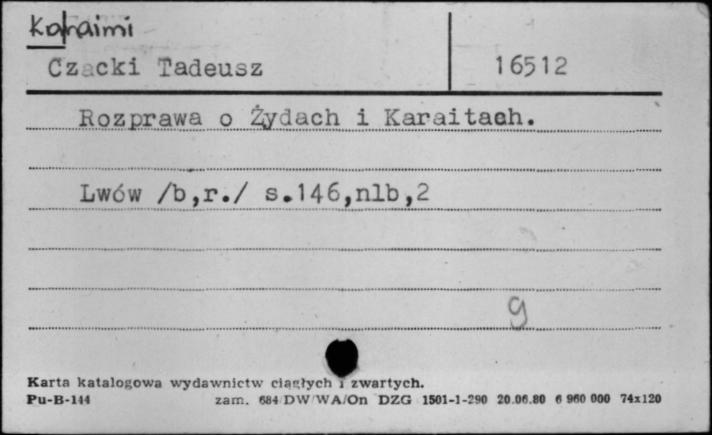 Karaimi
Czacki Tadeusz
16512
Rozprawa o Żydach i Karaitach.
Lwów /b,r./ s.146,nlb,2
g
Karta katalogowa wydawnictw ciągłych i zwartych.
Pu-B-144 zam. 684/DW/WA/On DZG 1501-1-290 20.06.80 6 960 000 74x120